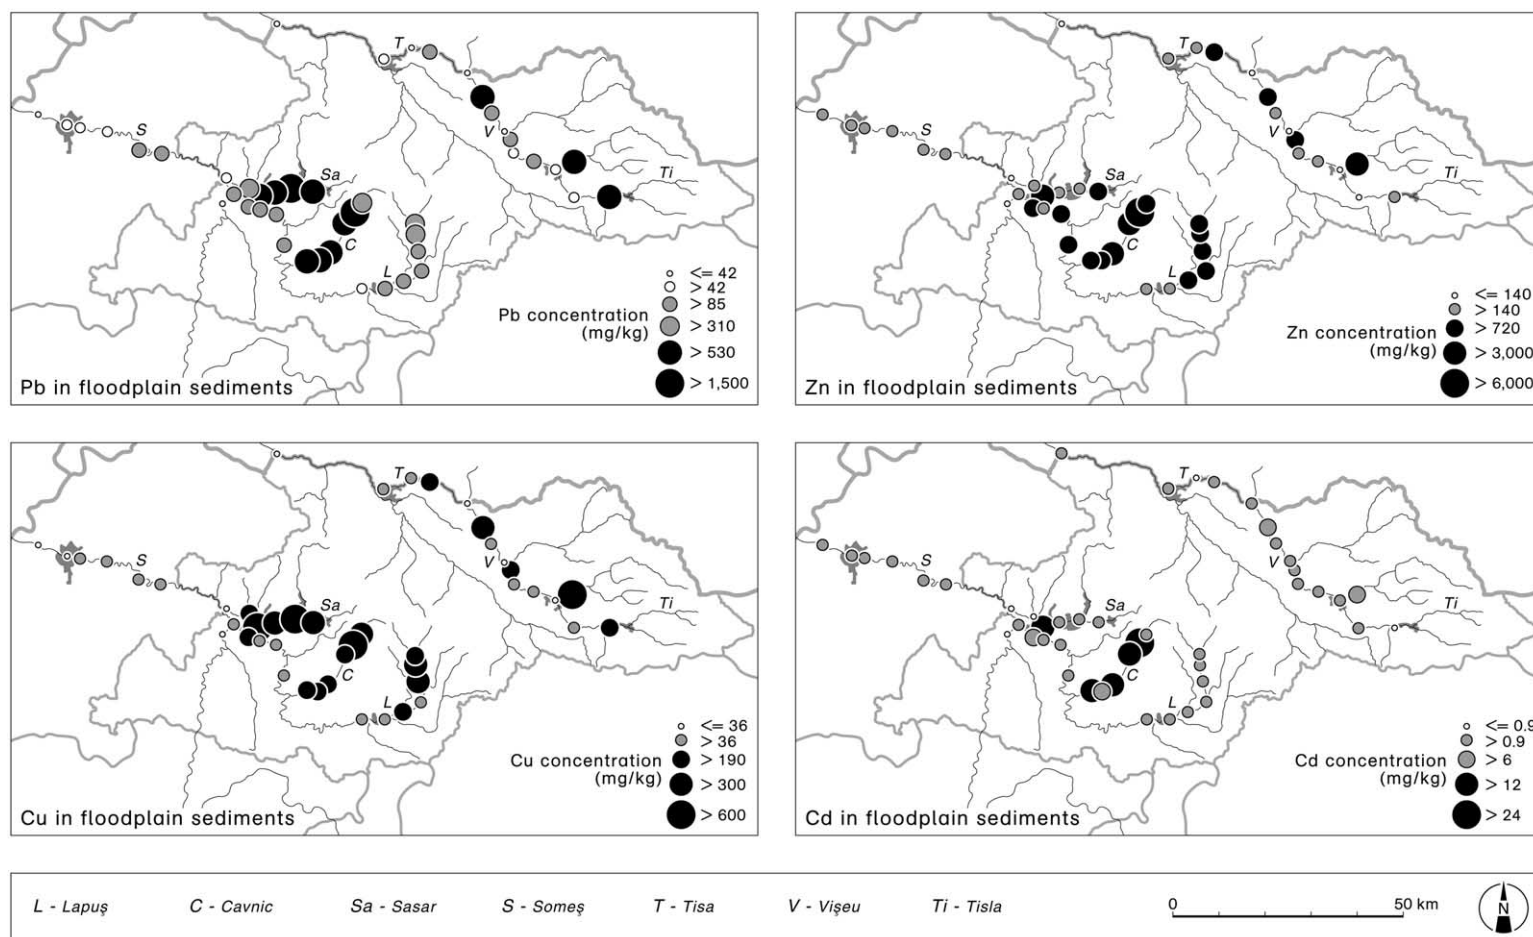 T
S
V
Sa
Ti
C
L
<= 42
> 42
> 85
> 310
> 530
> 1,500
Pb concentration
(mg/kg)
Pb in floodplain sediments
T
S
V
Sa
Ti
C
L
<= 140
> 140
> 720
> 3,000
> 6,000
Zn concentration
(mg/kg)
Zn in floodplain sediments
T
S
V
Sa
Ti
C
L
<= 36
> 36
> 190
> 300
> 600
Cu concentration
(mg/kg)
Cu in floodplain sediments
T
S
V
Sa
Ti
C
L
<= 0.9
> 0.9
> 6
> 12
> 24
Cd concentration
(mg/kg)
Cd in floodplain sediments
L - Lapuş
C - Cavnic
Sa - Sasar
S - Someş
T - Tisa
V - Vişeu
Ti - Tisla
0
50 km
N